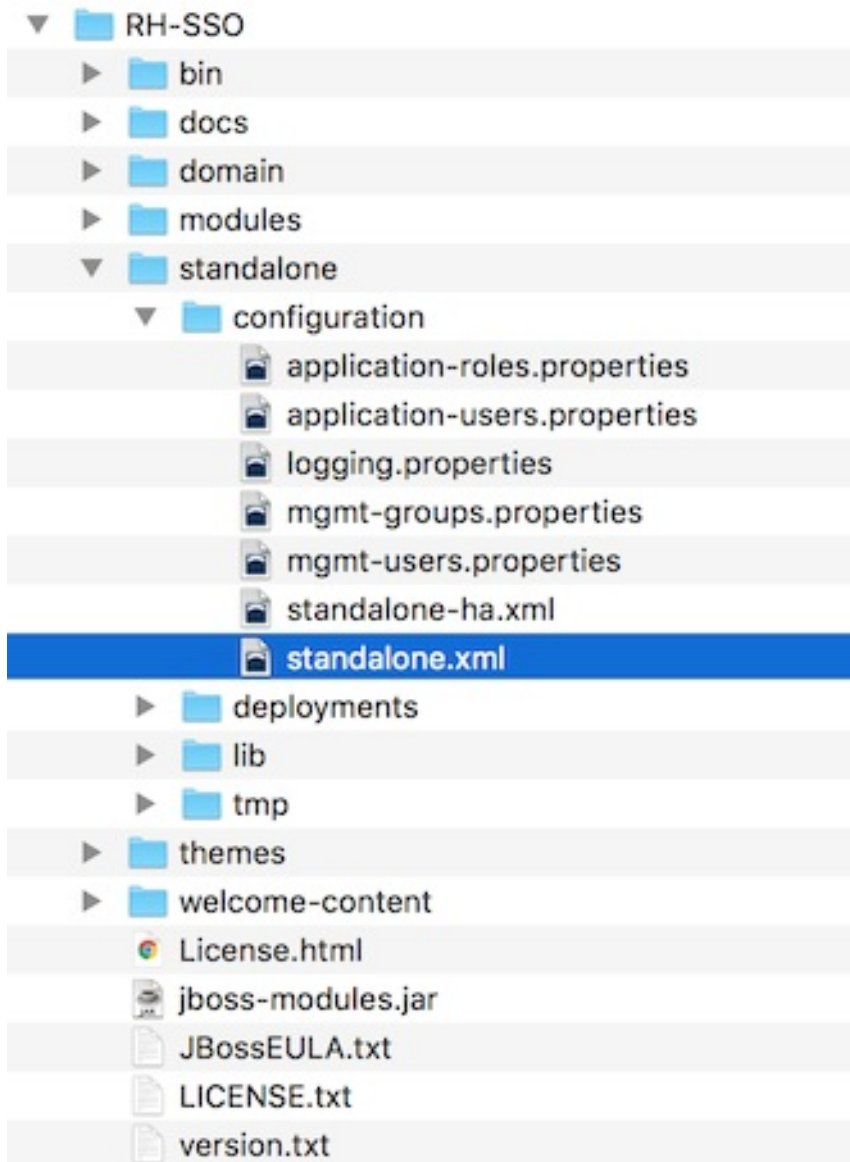 RH-SSO
bin
docs
domain
modules
standalone
configuration
application-roles.properties
application-users.properties
logging.properties
mgmt-groups.properties
mgmt-users.properties
standalone-ha.xml
standalone.xml
deployments
lib
tmp
themes
welcome-content
License.html
jboss-modules.jar
JBossEULA.txt
LICENSE.txt
version.txt